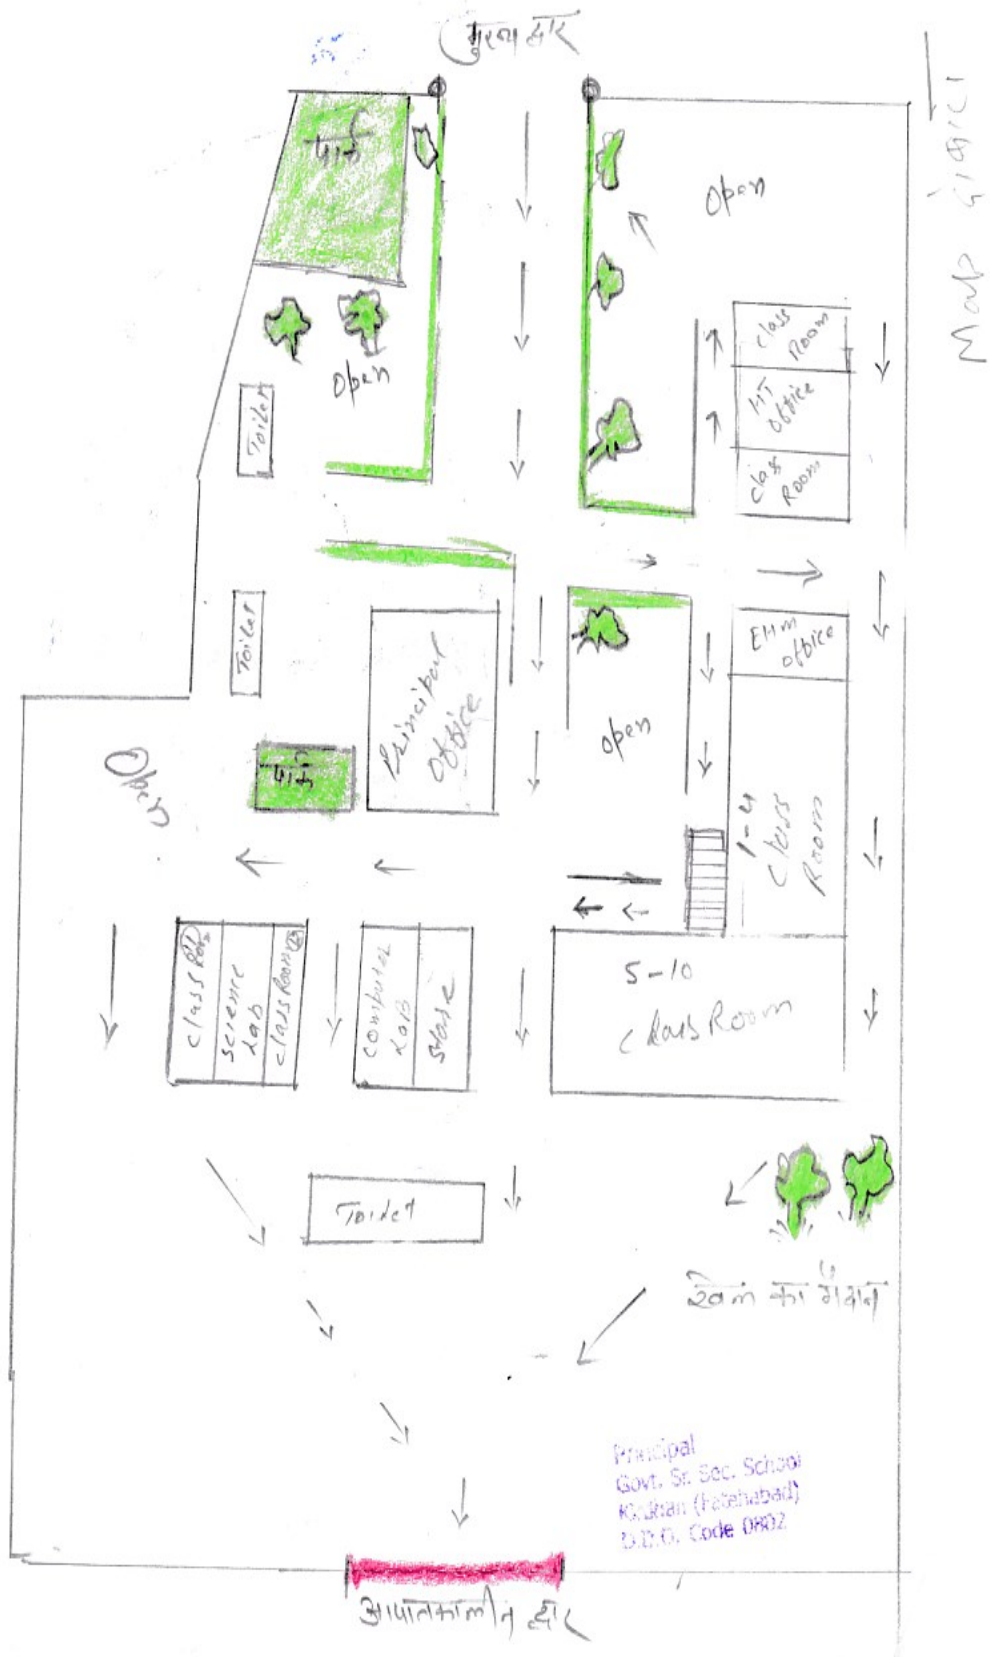 मुख्य द्वार
पार्क
Open
Class
Room
HT
office
Class
Room
Open
Toilet
Toilet
EHM
office
Principal
office
Open
Open
पार्क
1-4
Class
Room
5-10
Class Room
Class Room
Science
Lab
Class Room
Computer
Lab
Store
Toilet
खेल का मैदान
Principal
Govt. Sr. Sec. School
(Fatehabad)
D.D.O. Code 0802
आपातकालीन द्वार
Map